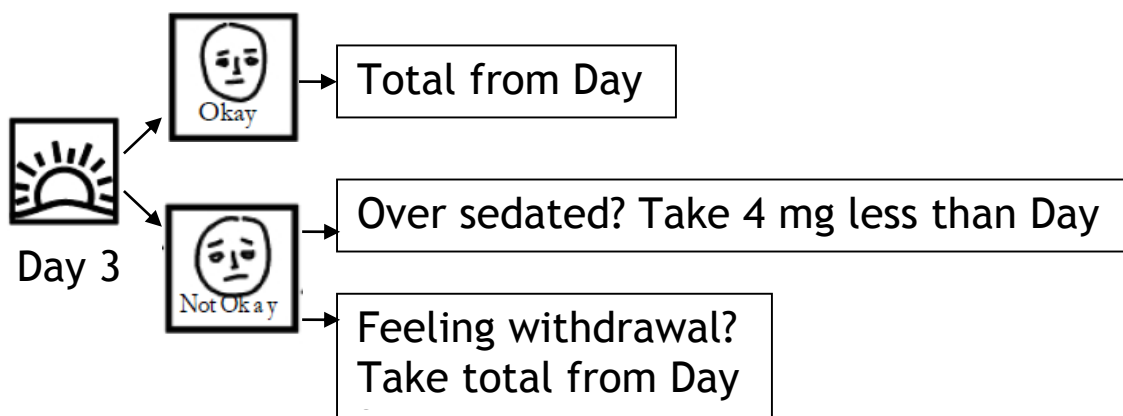 Okay
Total from Day
Day 3
Over sedated? Take 4 mg less than Day
Not Okay
Feeling withdrawal?
Take total from Day